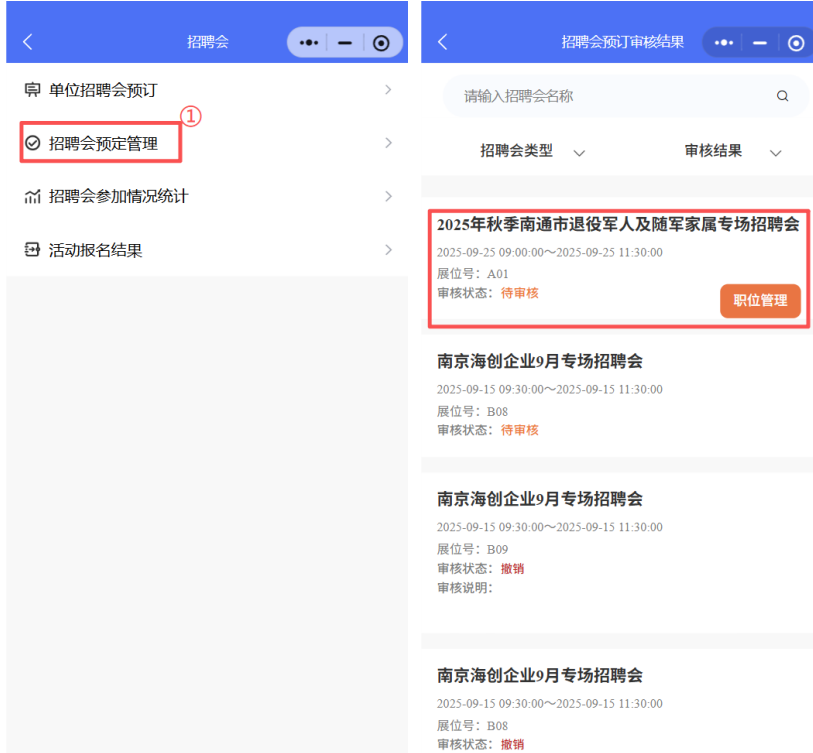 招聘会
单位招聘会预订
①
招聘会预定管理
招聘会参加情况统计
活动报名结果
招聘会预订审核结果
请输入招聘会名称
招聘会类型
审核结果
2025年秋季南通市退役军人及随军家属专场招聘会
2025-09-25 09:00:00～2025-09-25 11:30:00
展位号：A01
审核状态：待审核
职位管理
南京海创企业9月专场招聘会
2025-09-15 09:30:00～2025-09-15 11:30:00
展位号：B08
审核状态：待审核
南京海创企业9月专场招聘会
2025-09-15 09:30:00～2025-09-15 11:30:00
展位号：B09
审核状态：撤销
审核说明：
南京海创企业9月专场招聘会
2025-09-15 09:30:00～2025-09-15 11:30:00
展位号：B08
审核状态：撤销